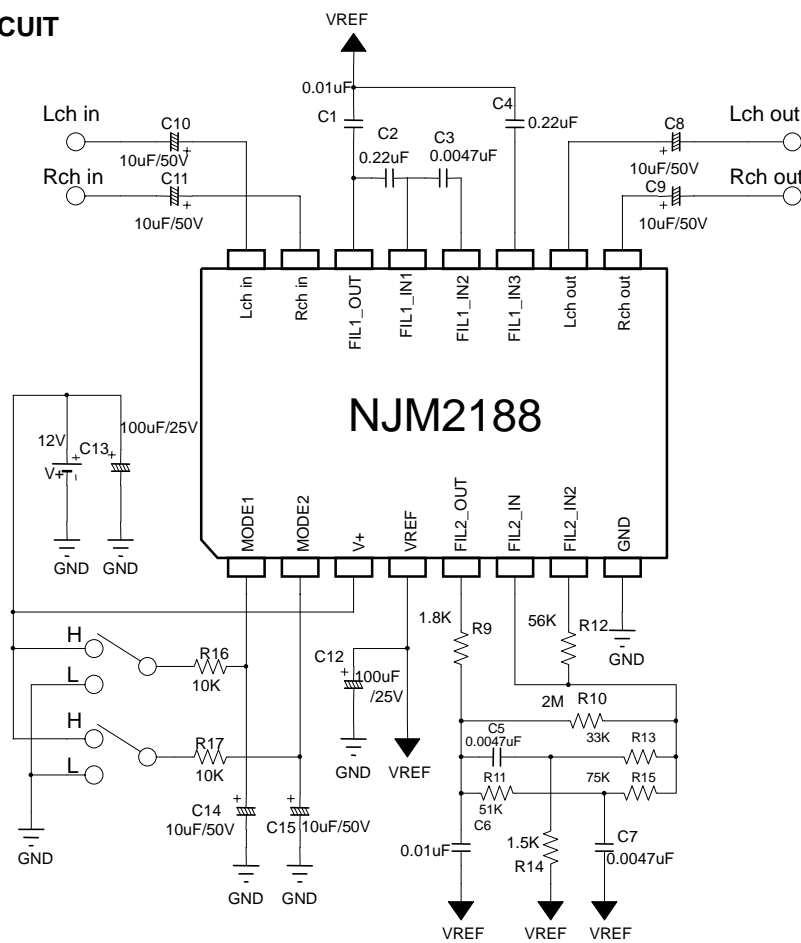 CUIT
VREF
0.01uF
C1
C4
0.22uF
C2
0.22uF
C3
0.0047uF
Lch in
C10
10uF/50V
+
Rch in
C11
10uF/50V
+
C8
Lch out
10uF/50V
+
Rch out
C9
10uF/50V
+
Lch in
Rch in
FIL1_OUT
FIL1_IN1
FIL1_IN2
FIL1_IN3
Lch out
Rch out
NJM2188
100uF/25V
12V
+
C13
+
V+
-
GND
GND
MODE1
MODE2
V+
VREF
FIL2_OUT
FIL2_IN
FIL2_IN2
GND
1.8K
R9
56K
R12
GND
H
R16
10K
L
C12
+
100uF
/25V
2M
R10
H
R17
10K
L
GND
VREF
C5
0.0047uF
33K
R13
R11
51K
75K
R15
C14
+
10uF/50V
C15
+
10uF/50V
C6
0.01uF
1.5K
R14
C7
0.0047uF
GND
GND
GND
VREF
VREF
VREF